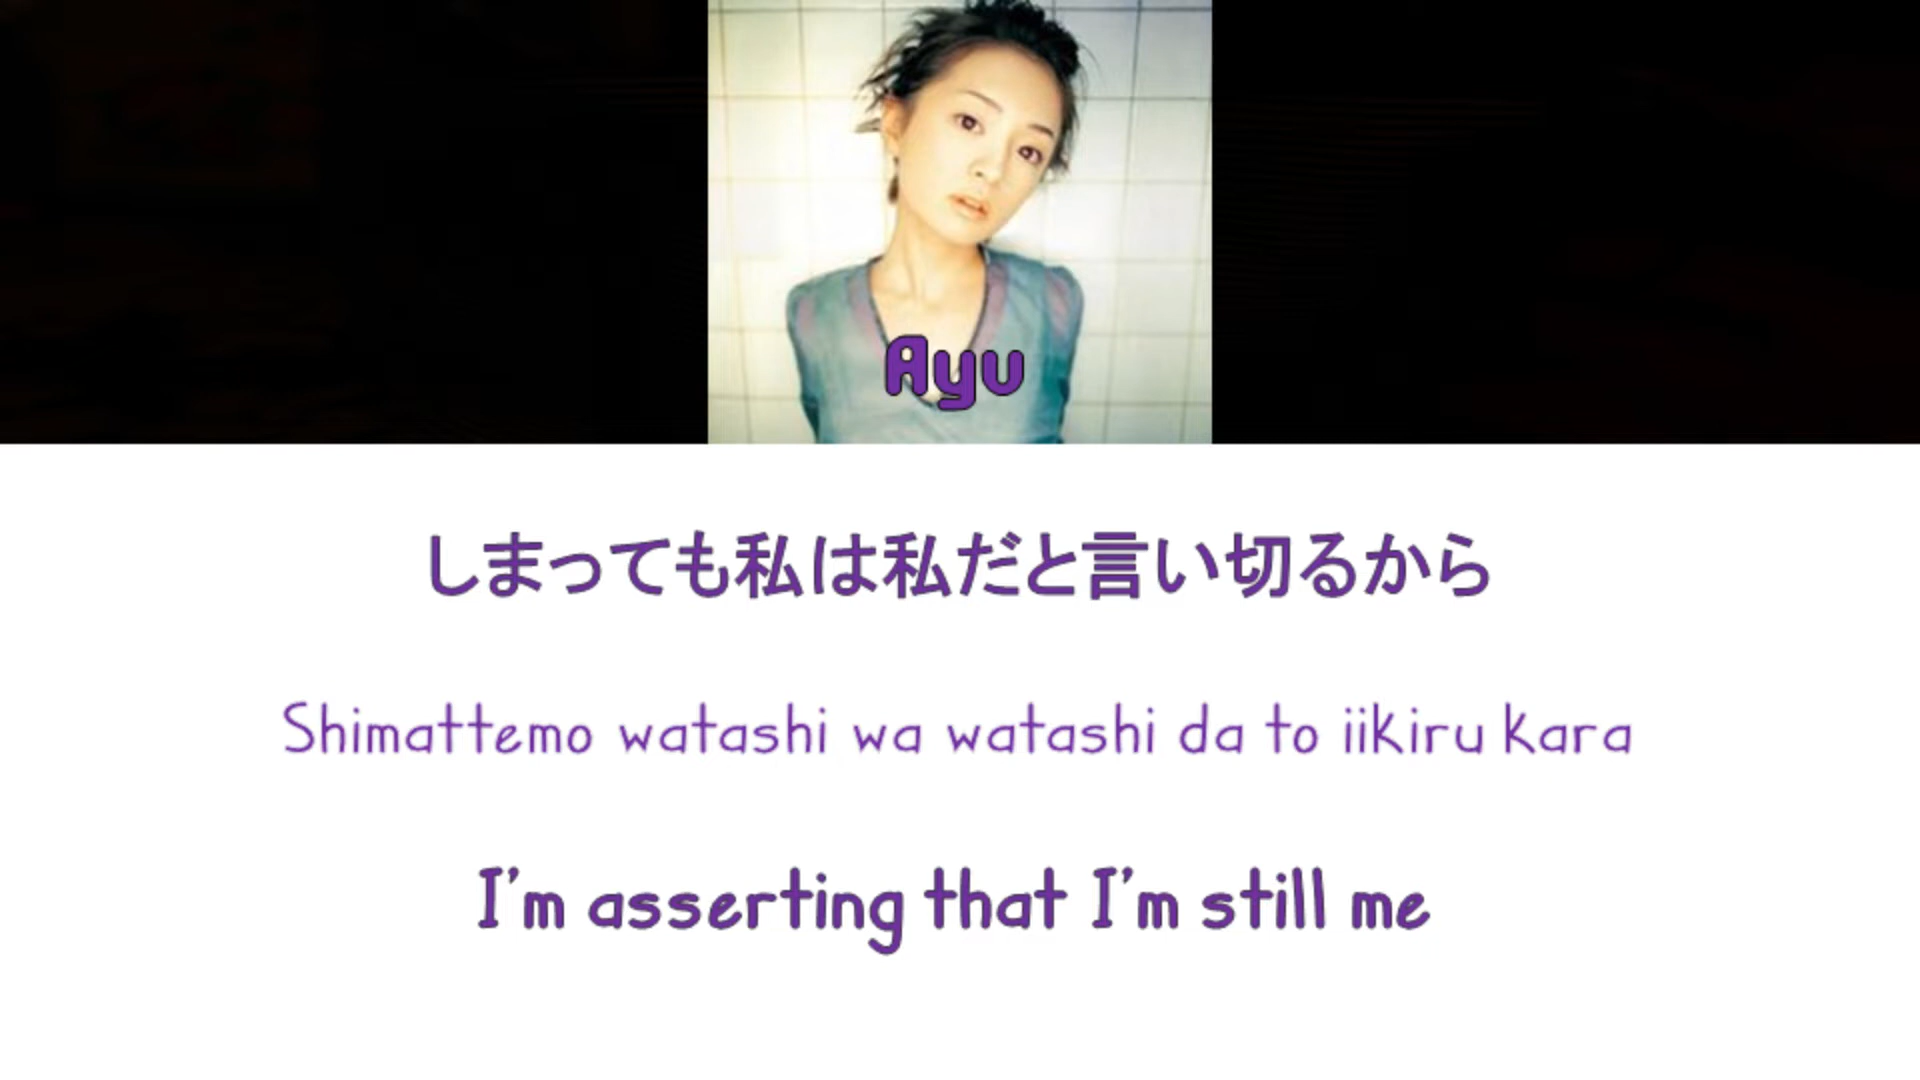 Ayu
しまっても私は私だと言い切るから
Shimattemo watashi wa watashi da to iikiru kara
I'm asserting that I'm still me